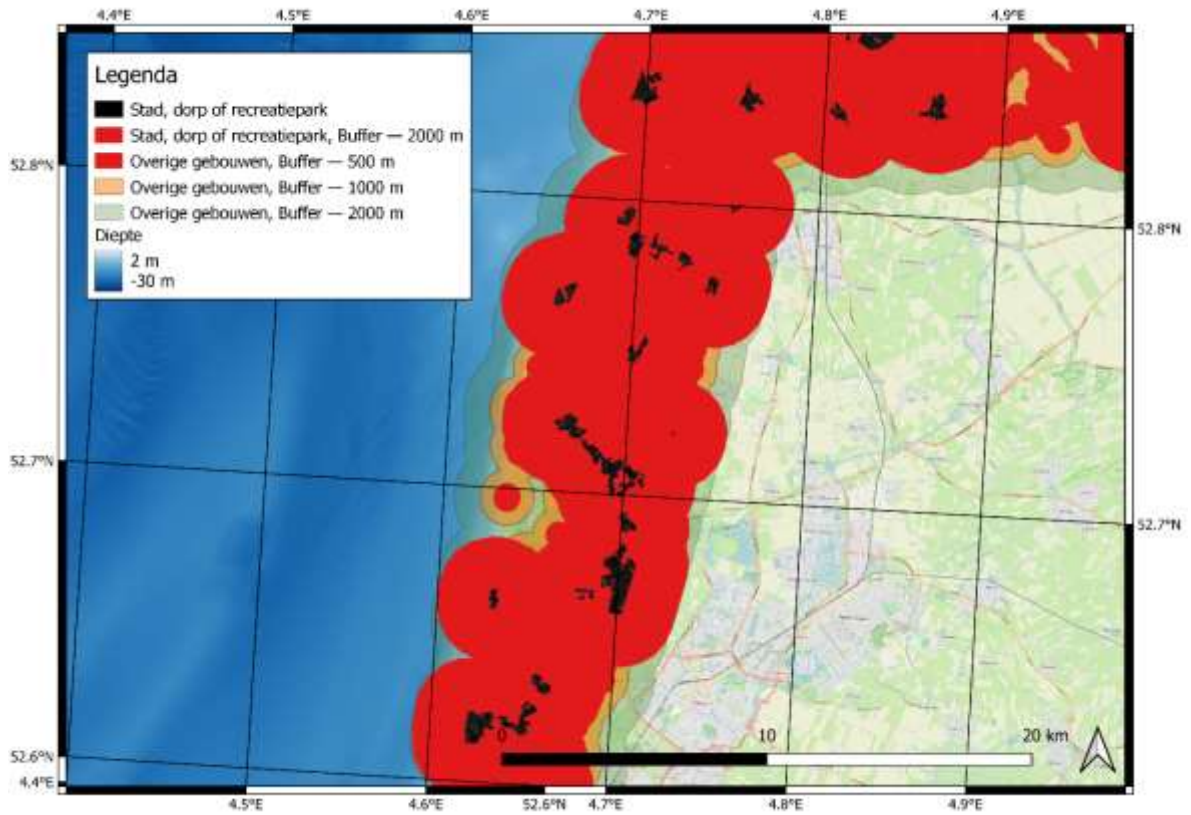 4.4°E 4.5°E 4.6°E 4.7°E 4.8°E 4.9°E
Legenda
Stad, dorp of recreatiepark
Stad, dorp of recreatiepark, Buffer — 2000 m
Overige gebouwen, Buffer — 500 m
Overige gebouwen, Buffer — 1000 m
Overige gebouwen, Buffer — 2000 m
Diepte
2 m
-30 m
52.8°N
52.8°N
52.7°N
52.7°N
0 10 20 km
52.6°N
4.4°E
4.5°E 4.6°E 52.6°N 4.7°E 4.8°E 4.9°E